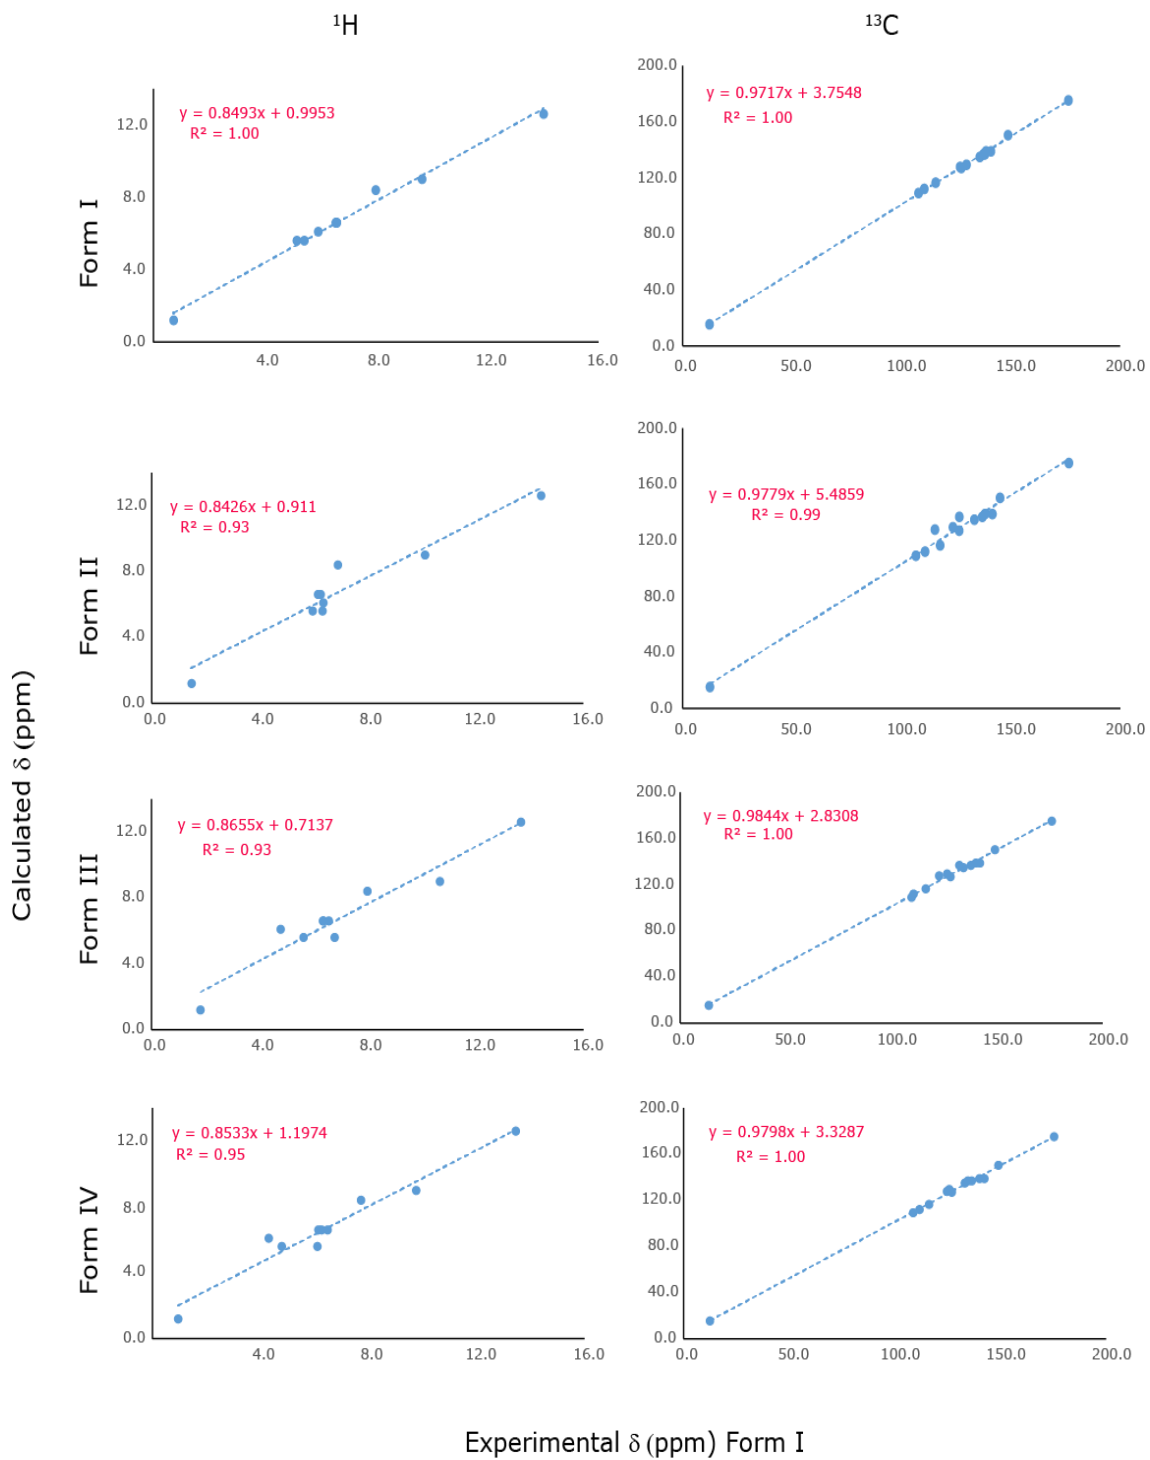 ¹H
¹³C
Form I
y = 0.8493x + 0.9953
R² = 1.00
12.0
8.0
4.0
0.0
4.0 8.0 12.0 16.0
y = 0.9717x + 3.7548
R² = 1.00
200.0
160.0
120.0
80.0
40.0
0.0
0.0 50.0 100.0 150.0 200.0
Form II
y = 0.8426x + 0.911
R² = 0.93
12.0
8.0
4.0
0.0
0.0 4.0 8.0 12.0 16.0
y = 0.9779x + 5.4859
R² = 0.99
200.0
160.0
120.0
80.0
40.0
0.0
0.0 50.0 100.0 150.0 200.0
Calculated δ (ppm)
Form III
y = 0.8655x + 0.7137
R² = 0.93
12.0
8.0
4.0
0.0
0.0 4.0 8.0 12.0 16.0
y = 0.9844x + 2.8308
R² = 1.00
200.0
160.0
120.0
80.0
40.0
0.0
0.0 50.0 100.0 150.0 200.0
Form IV
y = 0.8533x + 1.1974
R² = 0.95
12.0
8.0
4.0
0.0
4.0 8.0 12.0 16.0
y = 0.9798x + 3.3287
R² = 1.00
200.0
160.0
120.0
80.0
40.0
0.0
0.0 50.0 100.0 150.0 200.0
Experimental δ (ppm) Form I